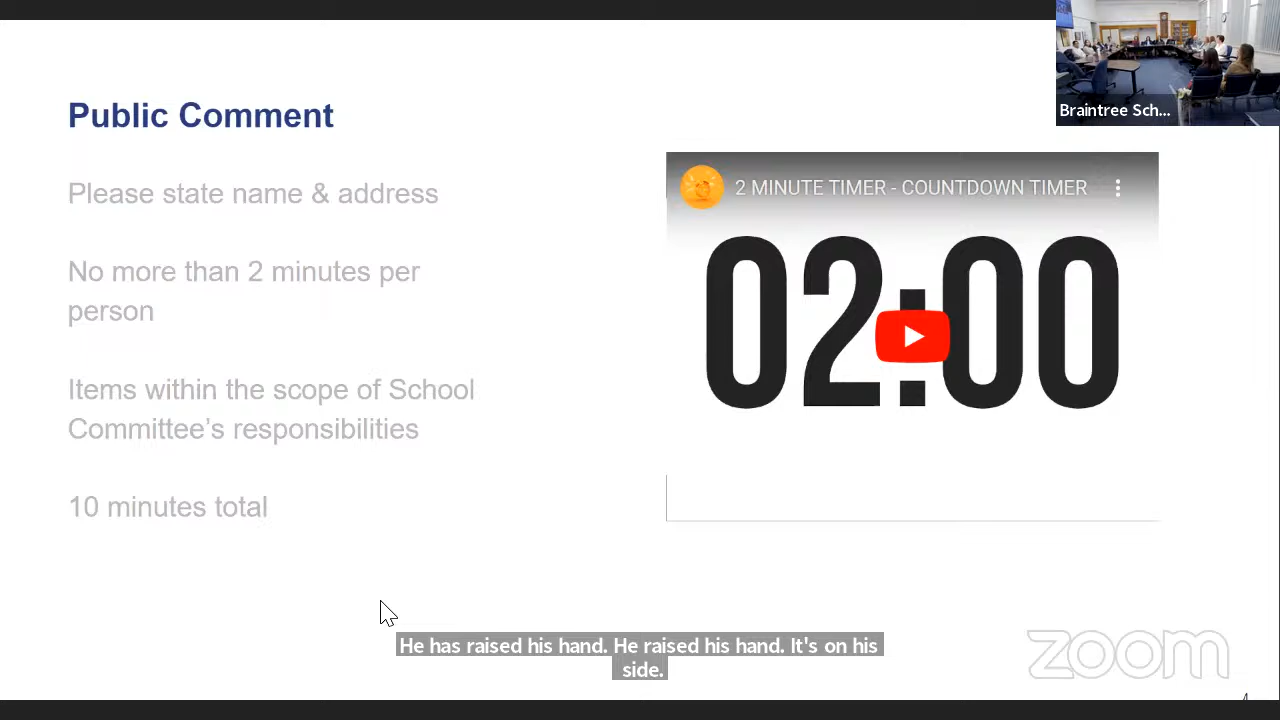 Public Comment
Braintree Sch...
Please state name & address
2 MINUTE TIMER - COUNTDOWN TIMER
No more than 2 minutes per
person
02:00
Items within the scope of School
Committee’s responsibilities
10 minutes total
He has raised his hand. He raised his hand. It's on his
side.
zoom
4